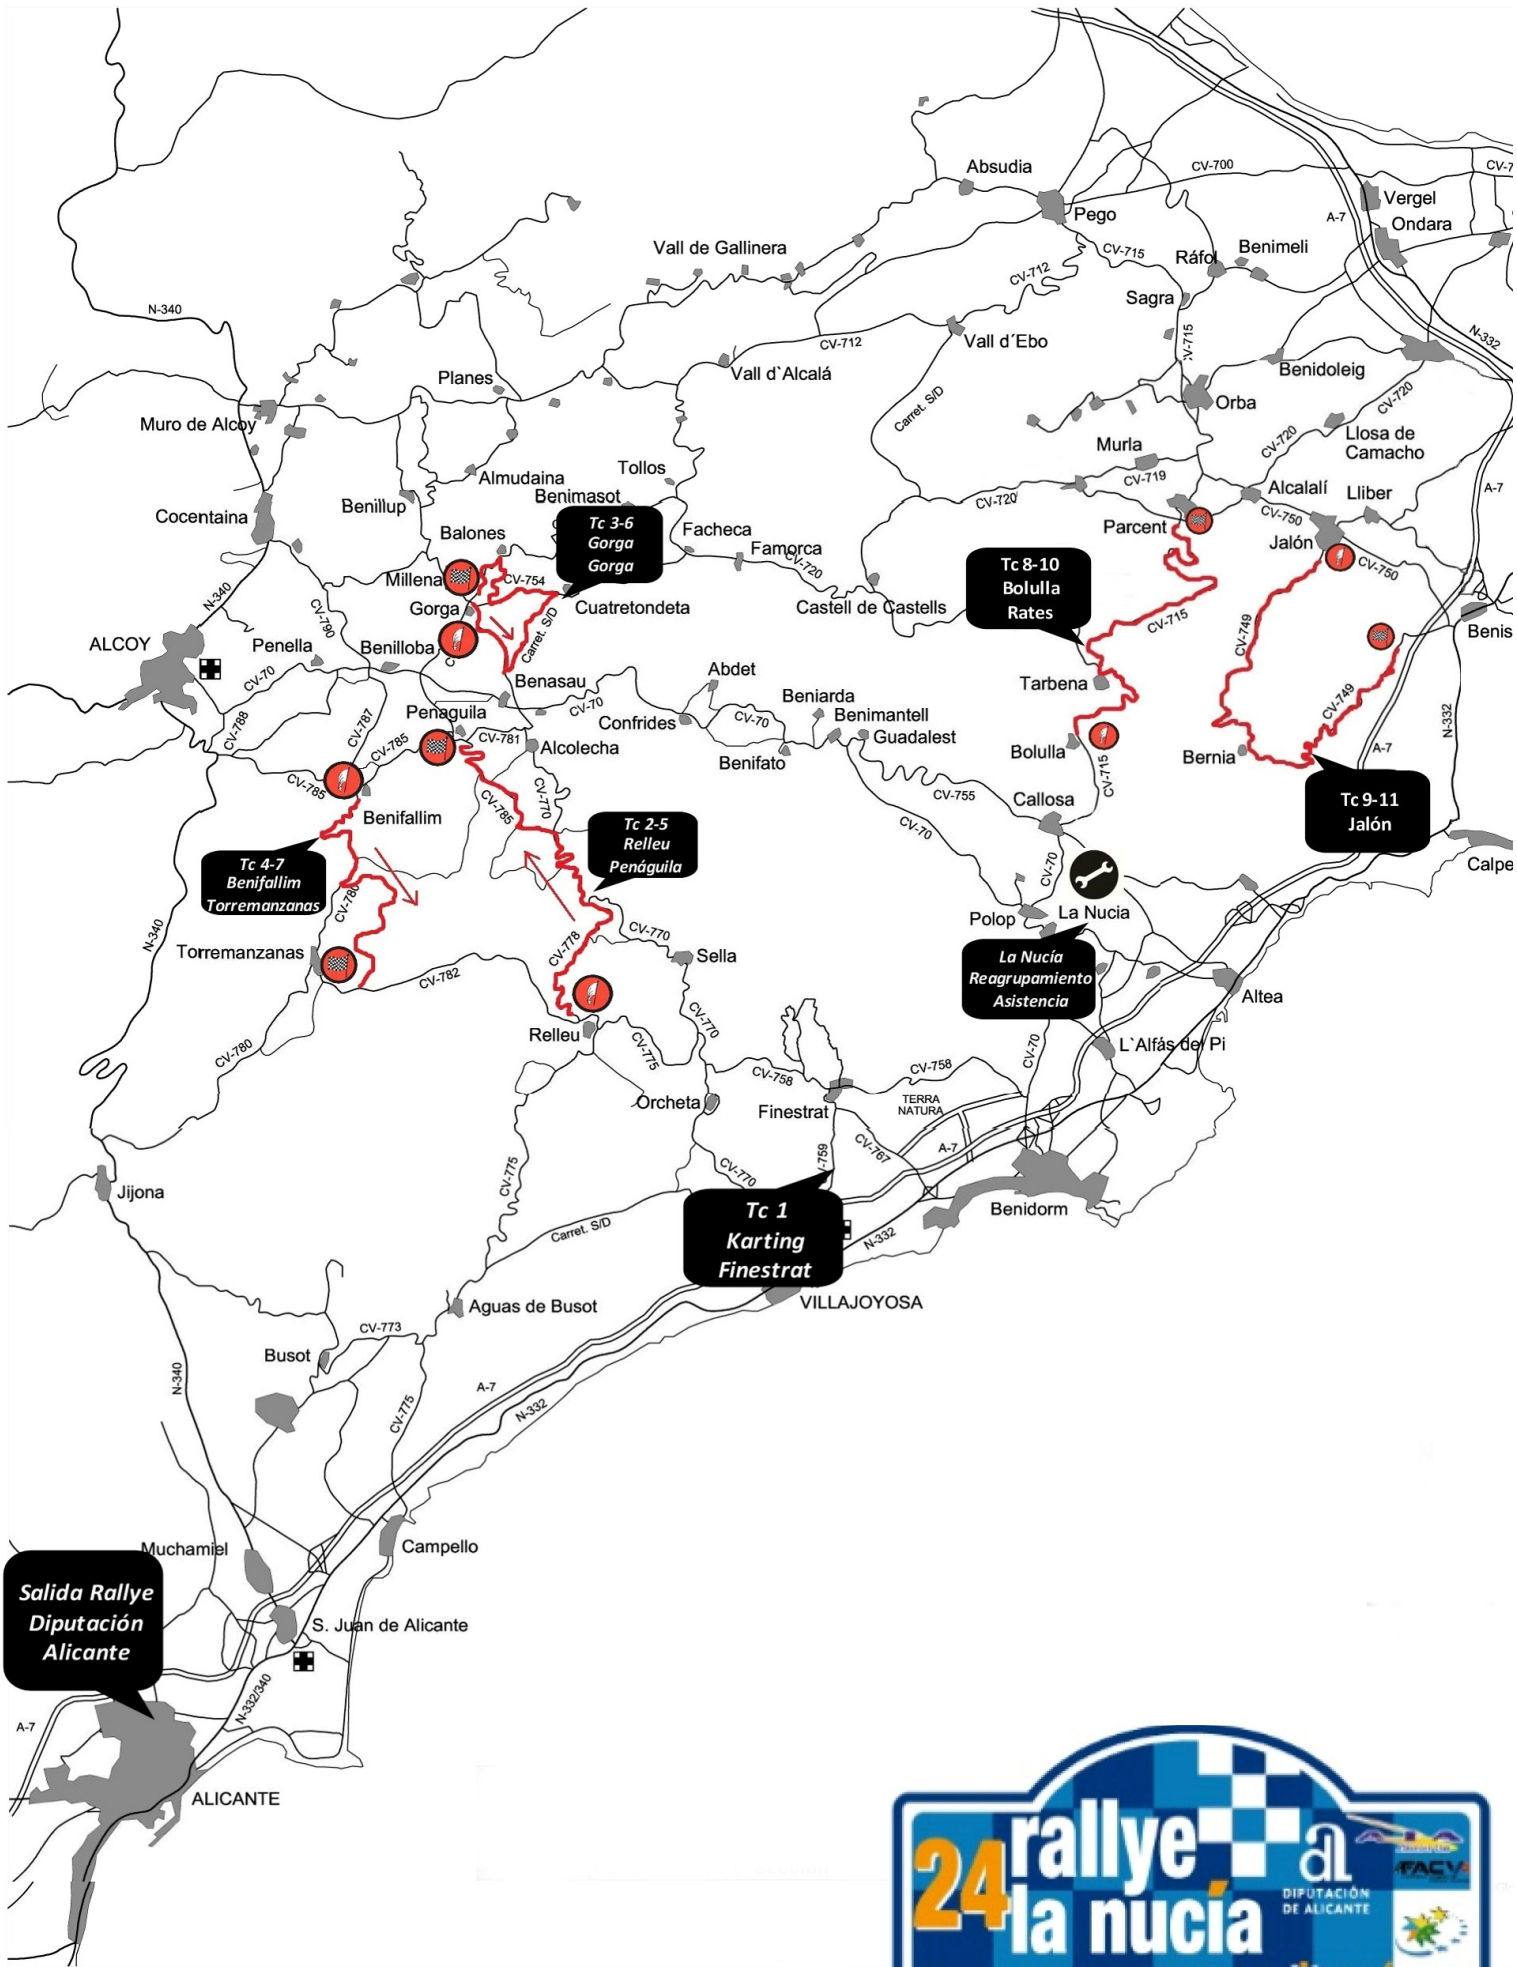 Absudia
CV-700
CV-7
Vergel
Pego
A-7
Ondara
Vall de Gallinera
CV-715
Ráfol
Benimeli
CV-712
Sagra
N-340
CV-715
N-332
CV-712
Vall d´Ebo
Vall d`Alcalá
Benidoleig
Planes
Carret. S/D
CV-720
Orba
Muro de Alcoy
Llosa de
Camacho
CV-720
Murla
Tollos
Almudaina
CV-719
Benimasot
Alcalalí
Lliber
A-7
Benillup
CV-720
Cocentaina
CV-750
Parcent
Tc 3-6
Gorga
Gorga
Balones
Facheca
Famorca
Jalón
CV-720
CV-750
Tc 8-10
Bolulla
Rates
Millena
CV-754
N-340
Gorga
Cuatretondeta
Castell de Castells
CV-790
CV-715
Benis
ALCOY
Penella
Benilloba
Carret. S/D
CV-749
CV-70
Benasau
Abdet
Tarbena
CV-70
Confrides
Beniarda
CV-749
CV-788
CV-787
Penaguila
CV-70
Benimantell
N-332
CV-785
CV-781
Alcolecha
Guadalest
Bolulla
Bernia
A-7
Benifato
CV-785
CV-770
CV-715
CV-755
CV-785
Callosa
Tc 9-11
Jalón
Benifallim
CV-70
Tc 2-5
Relleu
Penáguila
Tc 4-7
Benifallim
Torremanzanas
CV-70
Calpe
CV-780
Polop
La Nucia
N-340
CV-770
CV-778
Torremanzanas
Sella
La Nucía
Reagrupamiento
Asistencia
CV-782
Altea
CV-770
Relleu
CV-780
CV-775
CV-70
L`Alfás del Pi
CV-758
CV-758
Orcheta
Finestrat
TERRA
NATURA
CV-767
A-7
CV-775
CV-770
-759
Jijona
Benidorm
Tc 1
Karting
Finestrat
Carret. S/D
N-332
VILLAJOYOSA
Aguas de Busot
CV-773
Busot
N-340
A-7
CV-775
N-332
Muchamiel
Campello
Salida Rallye
Diputación
Alicante
S. Juan de Alicante
N-332/340
A-7
ALICANTE
24
rallye
la nucía
DIPUTACIÓN
DE ALICANTE
FACV